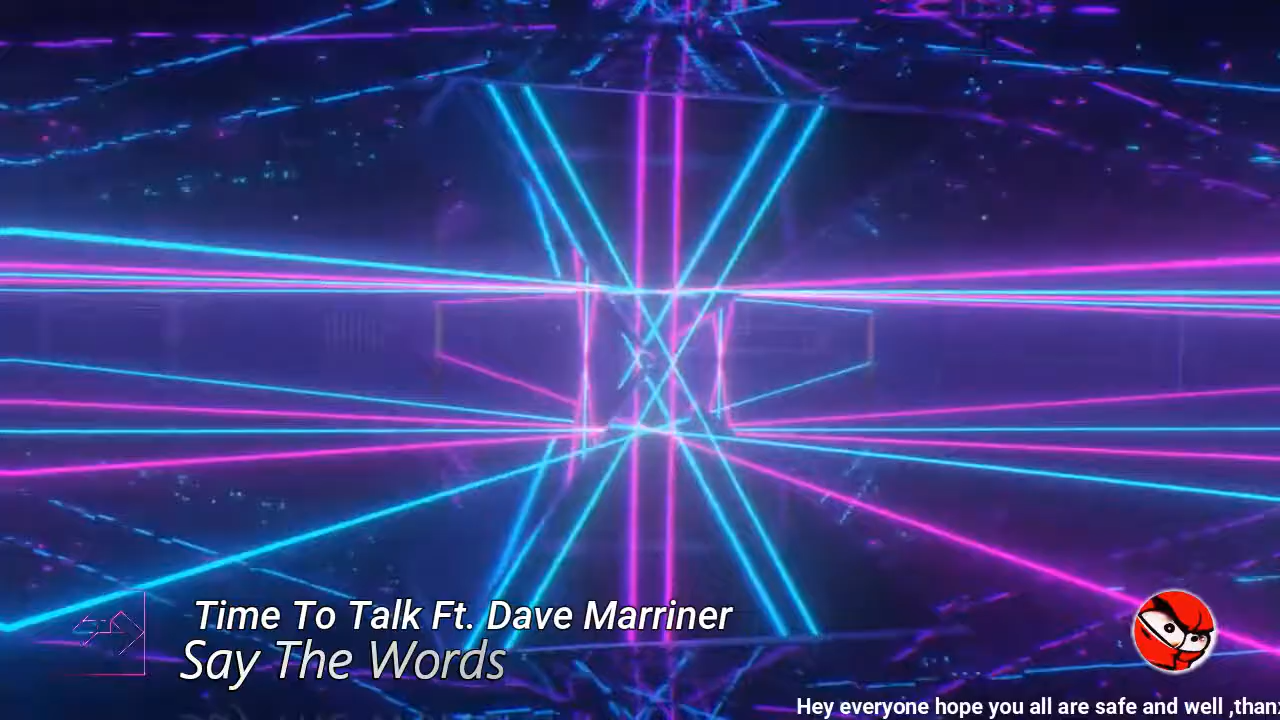 Time To Talk Ft. Dave Marriner
Say The Words
Hey everyone hope you all are safe and well ,than